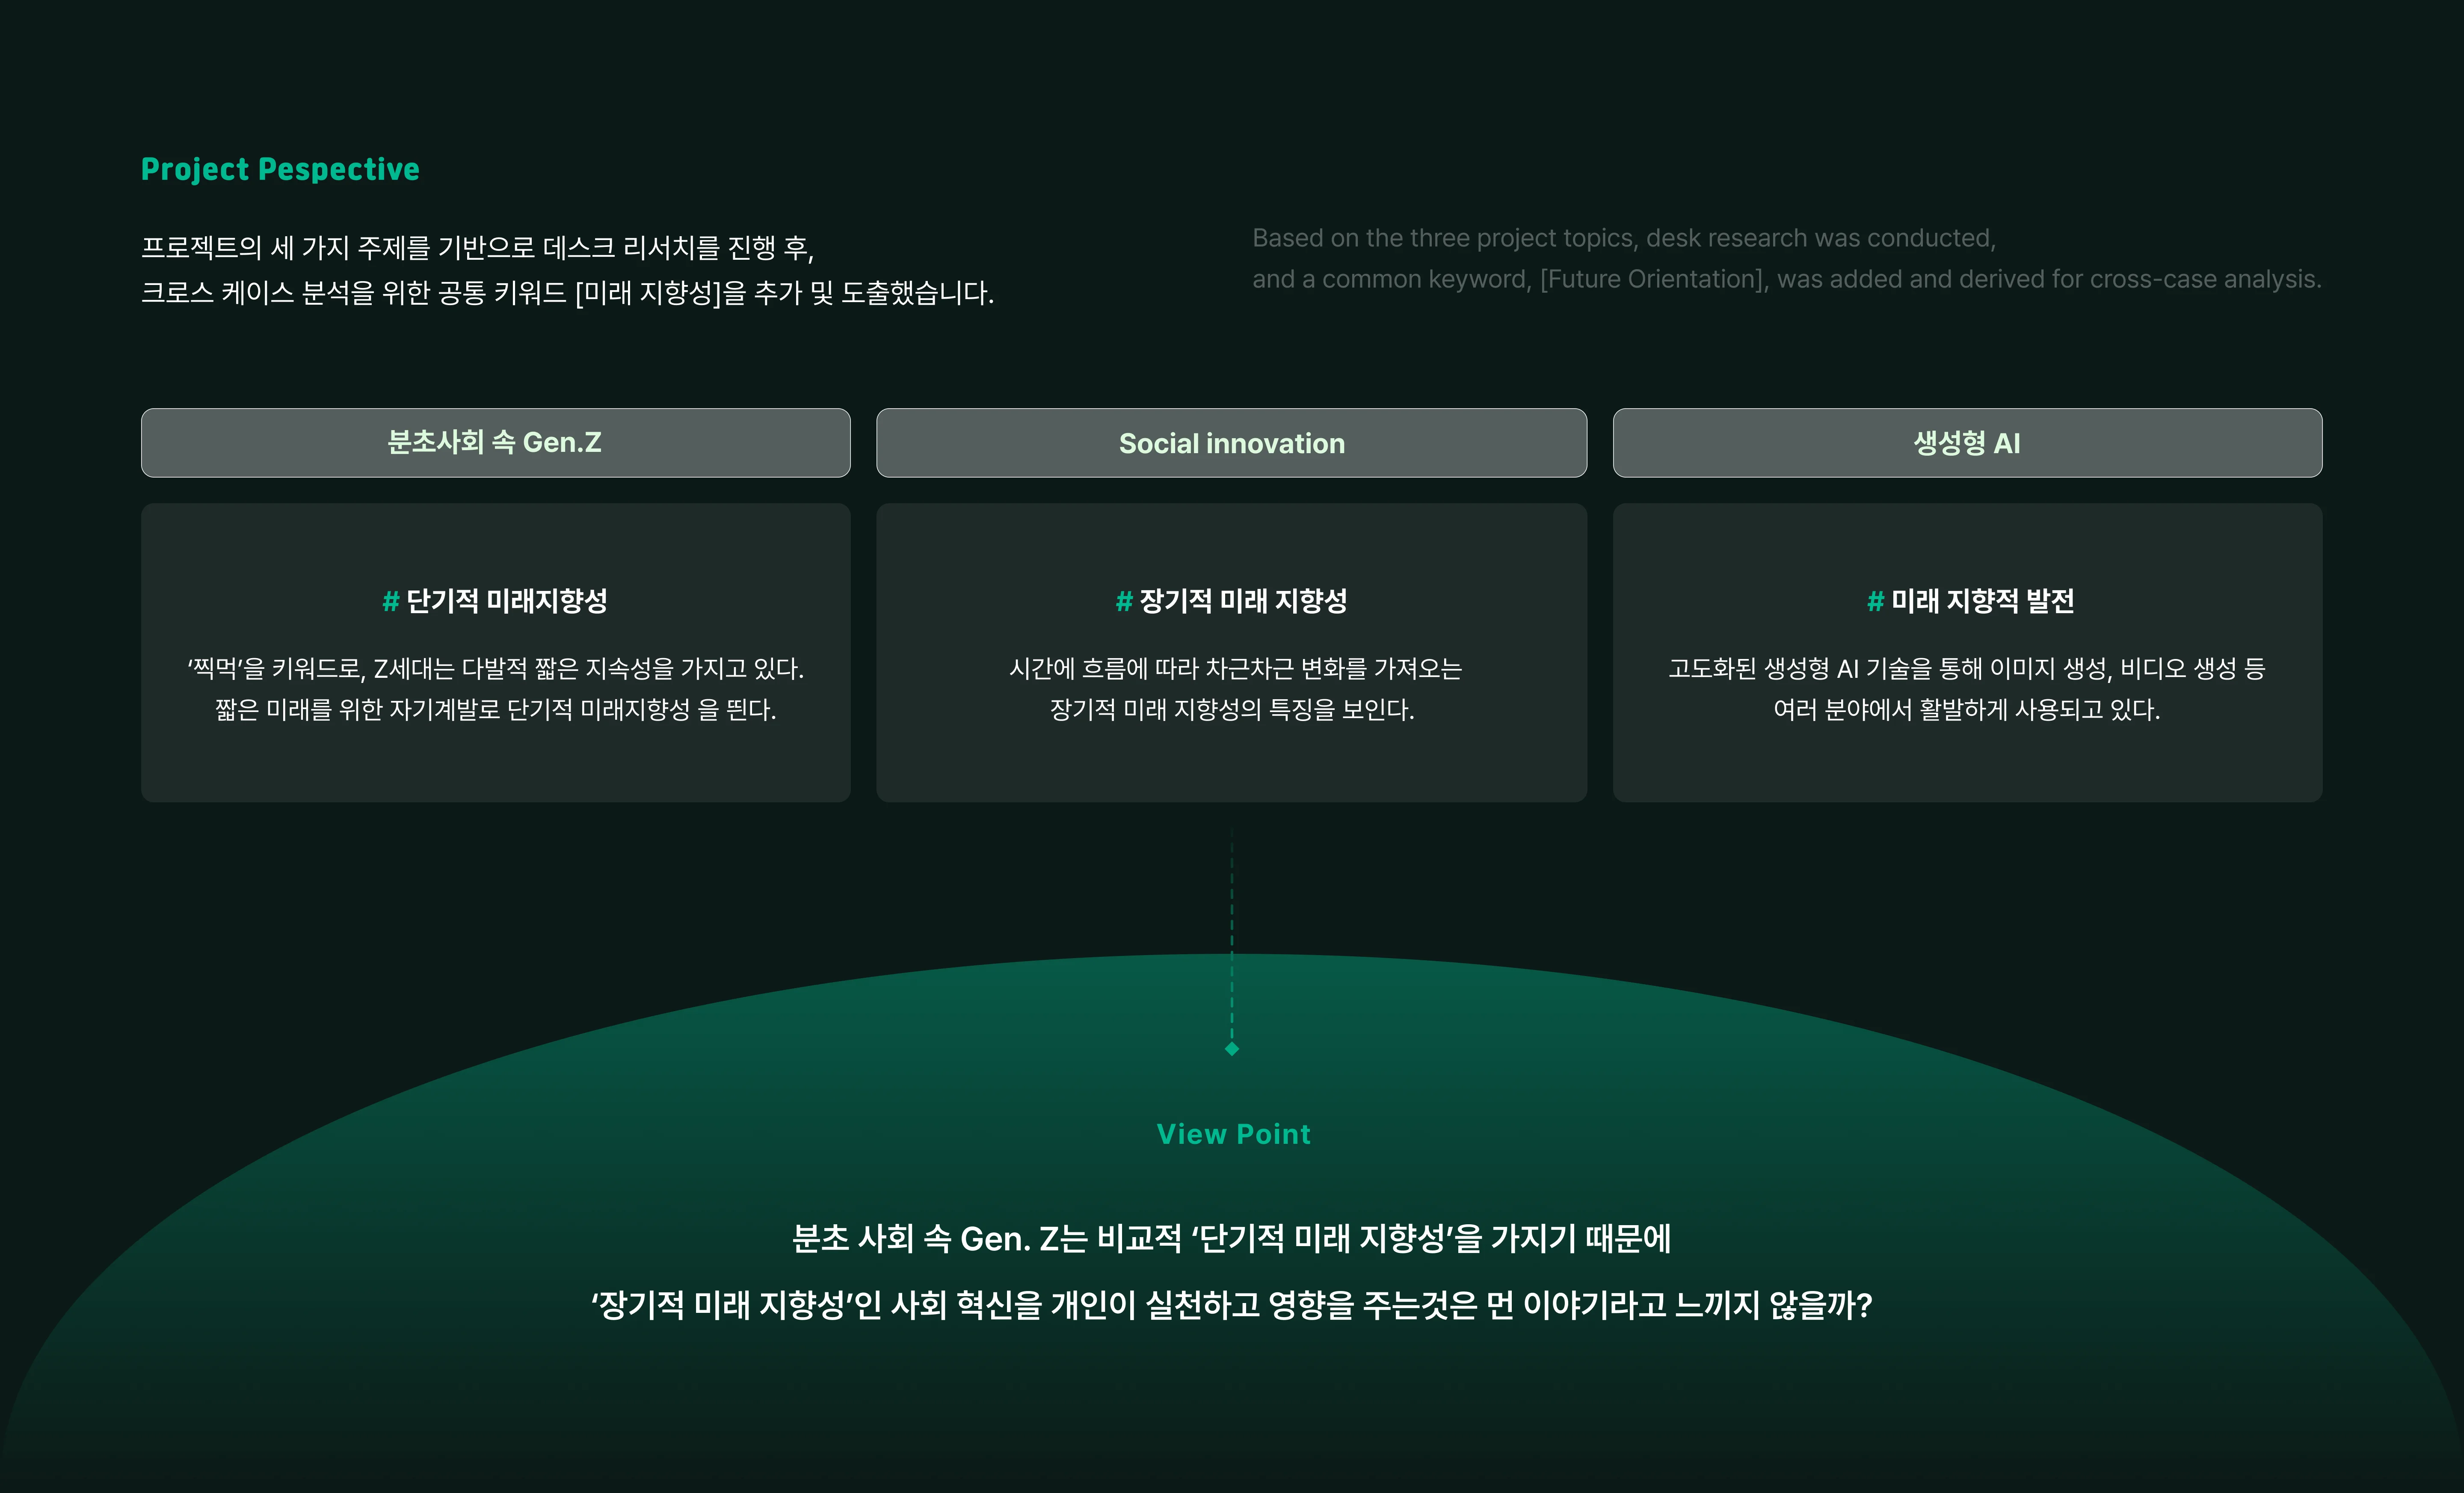 Project Pespective
프로젝트의 세 가지 주제를 기반으로 데스크 리서치를 진행 후,
크로스 케이스 분석을 위한 공통 키워드 [미래 지향성]을 추가 및 도출했습니다.
Based on the three project topics, desk research was conducted,
and a common keyword, [Future Orientation], was added and derived for cross-case analysis.
분초사회 속 Gen.Z
# 단기적 미래지향성
‘찍먹’을 키워드로, Z세대는 다발적 짧은 지속성을 가지고 있다.
짧은 미래를 위한 자기계발로 단기적 미래지향성 을 띈다.
Social innovation
# 장기적 미래 지향성
시간에 흐름에 따라 차근차근 변화를 가져오는
장기적 미래 지향성의 특징을 보인다.
생성형 AI
# 미래 지향적 발전
고도화된 생성형 AI 기술을 통해 이미지 생성, 비디오 생성 등
여러 분야에서 활발하게 사용되고 있다.
View Point
분초 사회 속 Gen. Z는 비교적 ‘단기적 미래 지향성’을 가지기 때문에
‘장기적 미래 지향성’인 사회 혁신을 개인이 실천하고 영향을 주는것은 먼 이야기라고 느끼지 않을까?